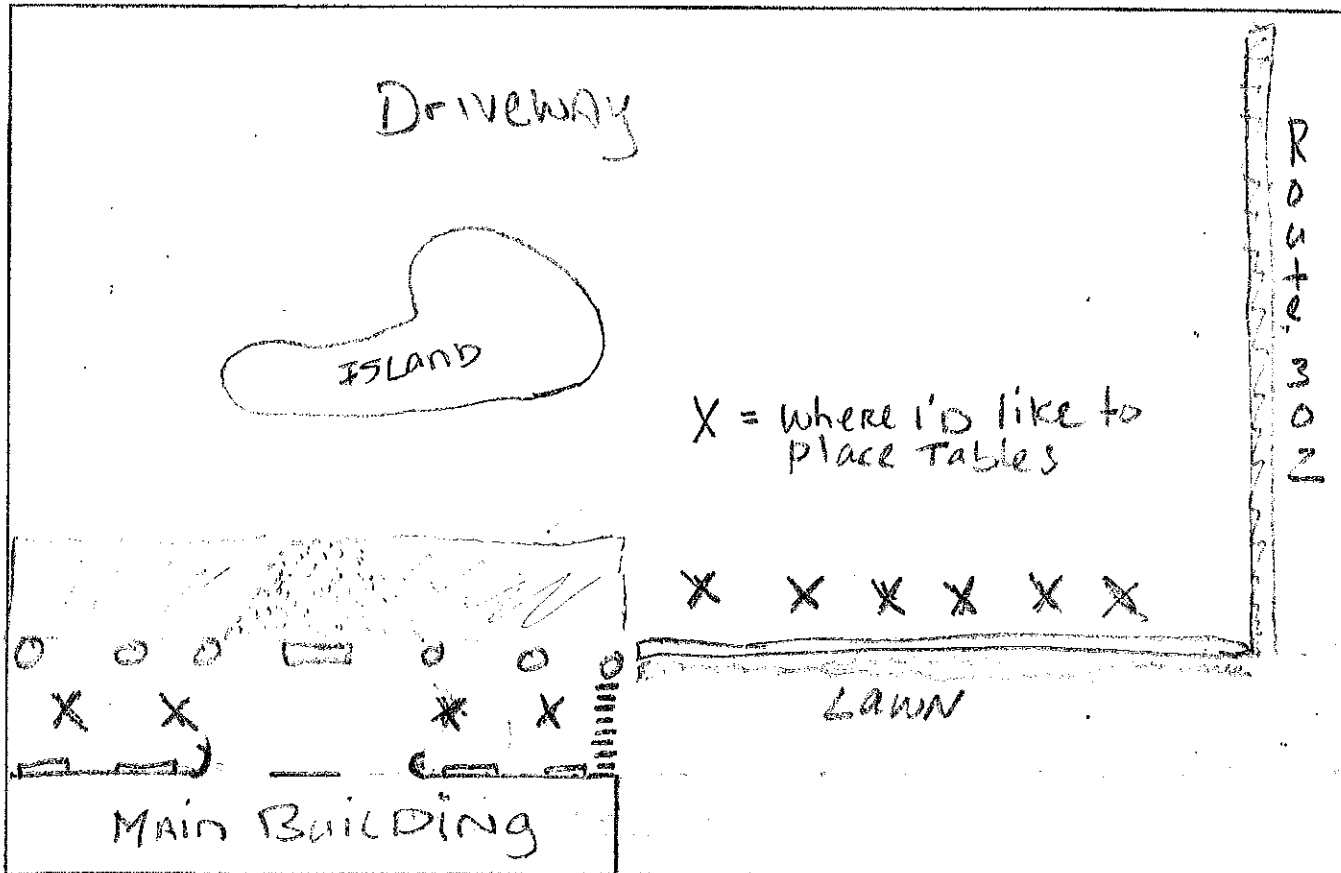 DrivewAy
Route 302
ISLAnD
X = where I'D like to
place Tables
X X X X X X
X X X X
LAWN
MAin BuiLDiNg